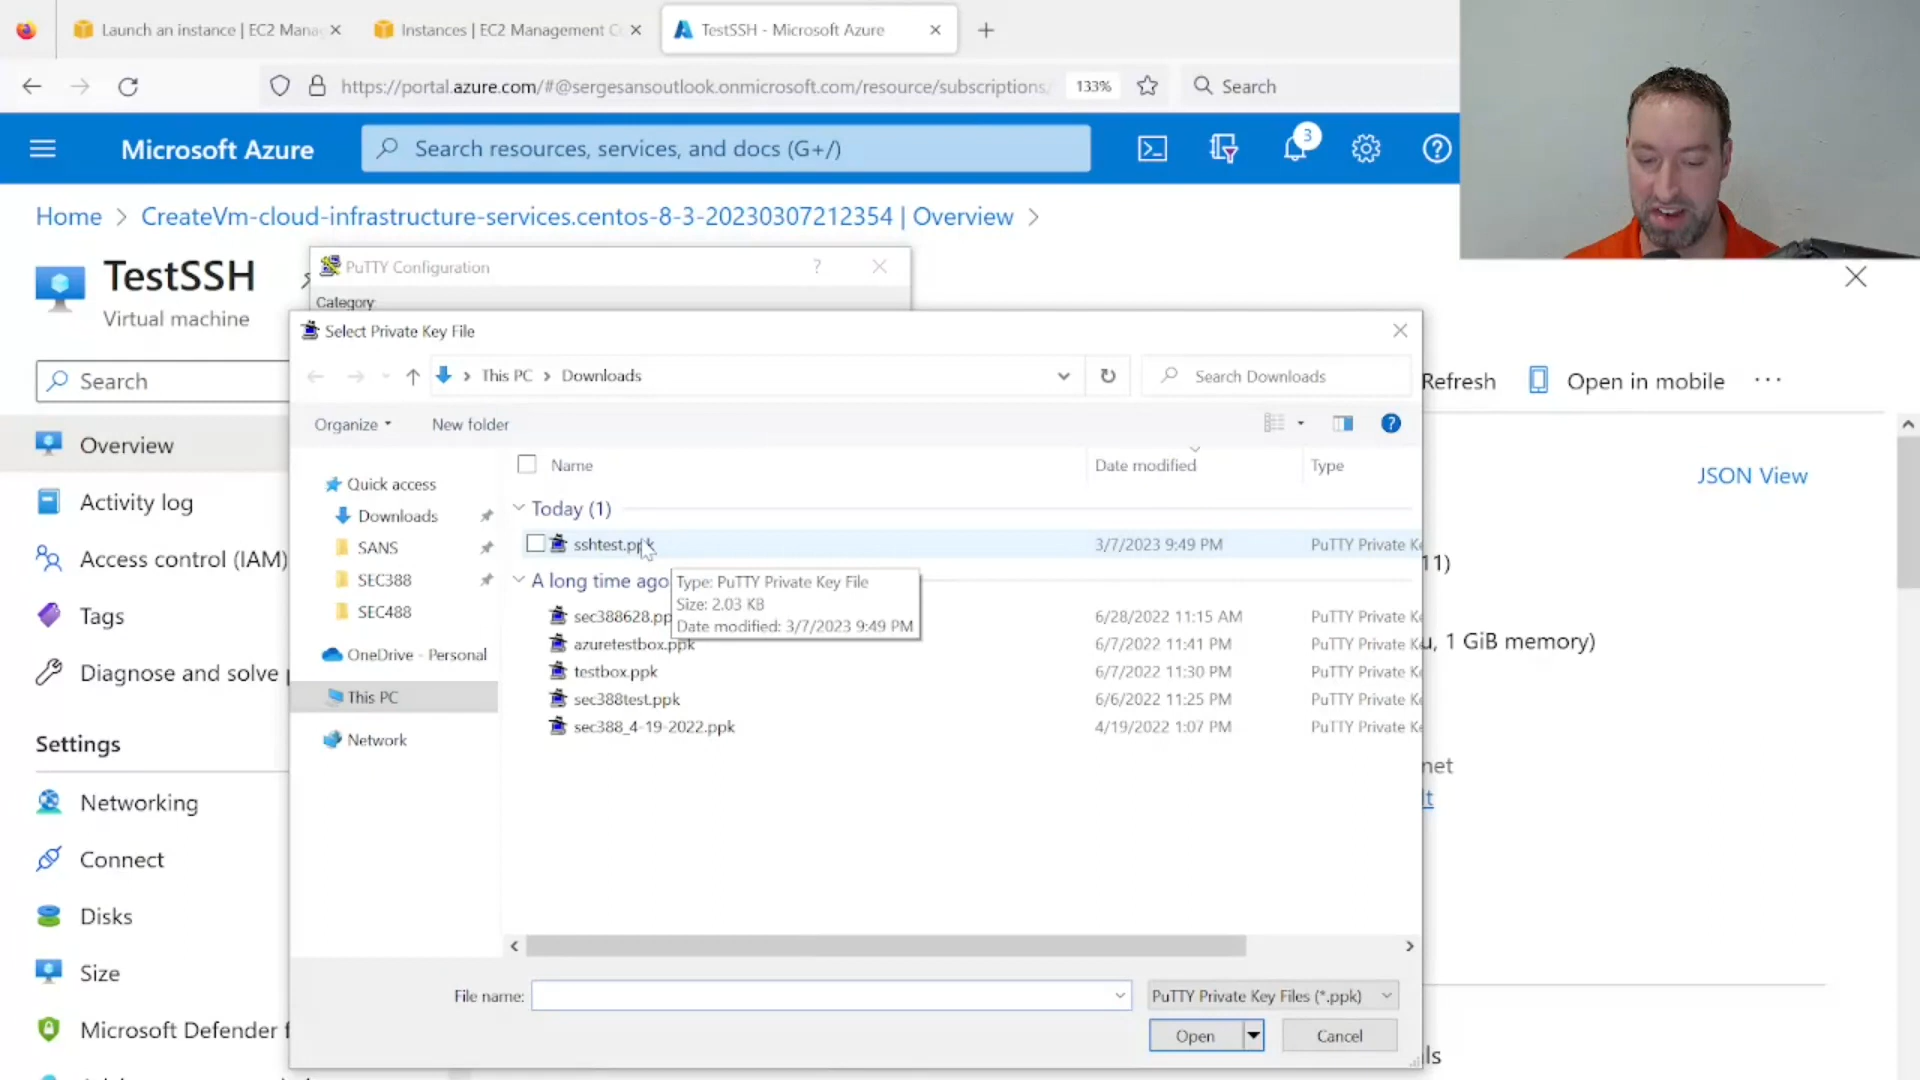 Launch an instance | EC2 Mana
Instances | EC2 Management C
TestSSH - Microsoft Azure
https://portal.azure.com/#@sergesansoutlook.onmicrosoft.com/resource/subscriptions/
133%
Search
Microsoft Azure
Search resources, services, and docs (G+/)
3
Home > CreateVm-cloud-infrastructure-services.centos-8-3-20230307212354 | Overview >
TestSSH
Virtual machine
PuTTY Configuration
?
Category:
Select Private Key File
This PC > Downloads
Search Downloads
Search
Refresh
Open in mobile
Organize
New folder
Overview
Activity log
Access control (IAM)
Tags
Diagnose and solve
Settings
Networking
Connect
Disks
Size
Microsoft Defender f
Quick access
Downloads
SANS
SEC388
SEC488
OneDrive - Personal
This PC
Network
Name
Date modified
Type
Today (1)
sshtest.ppk
3/7/2023 9:49 PM
PuTTY Private Ke
A long time ago
Type: PuTTY Private Key File
Size: 2.03 KB
Date modified: 3/7/2023 9:49 PM
sec388628.pp
6/28/2022 11:15 AM
PuTTY Private Ke
azuretestbox.ppk
6/7/2022 11:41 PM
PuTTY Private Ke
testbox.ppk
6/7/2022 11:30 PM
PuTTY Private Ke
sec388test.ppk
6/6/2022 11:25 PM
PuTTY Private Ke
sec388_4-19-2022.ppk
4/19/2022 1:07 PM
PuTTY Private Ke
JSON View
11)
u, 1 GiB memory)
net
lt
ls
File name:
PuTTY Private Key Files (*.ppk)
Open
Cancel